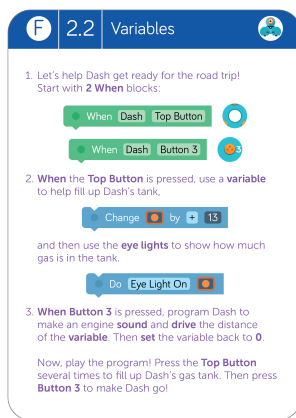 F 2.2 Variables
1. Let's help Dash get ready for the road trip!
Start with 2 When blocks:
When Dash Top Button
When Dash Button 3 3
2. When the Top Button is pressed, use a variable
to help fill up Dash's tank,
Change by + 13
and then use the eye lights to show how much
gas is in the tank.
Do Eye Light On
3. When Button 3 is pressed, program Dash to
make an engine sound and drive the distance
of the variable. Then set the variable back to 0.
Now, play the program! Press the Top Button
several times to fill up Dash's gas tank. Then press
Button 3 to make Dash go!